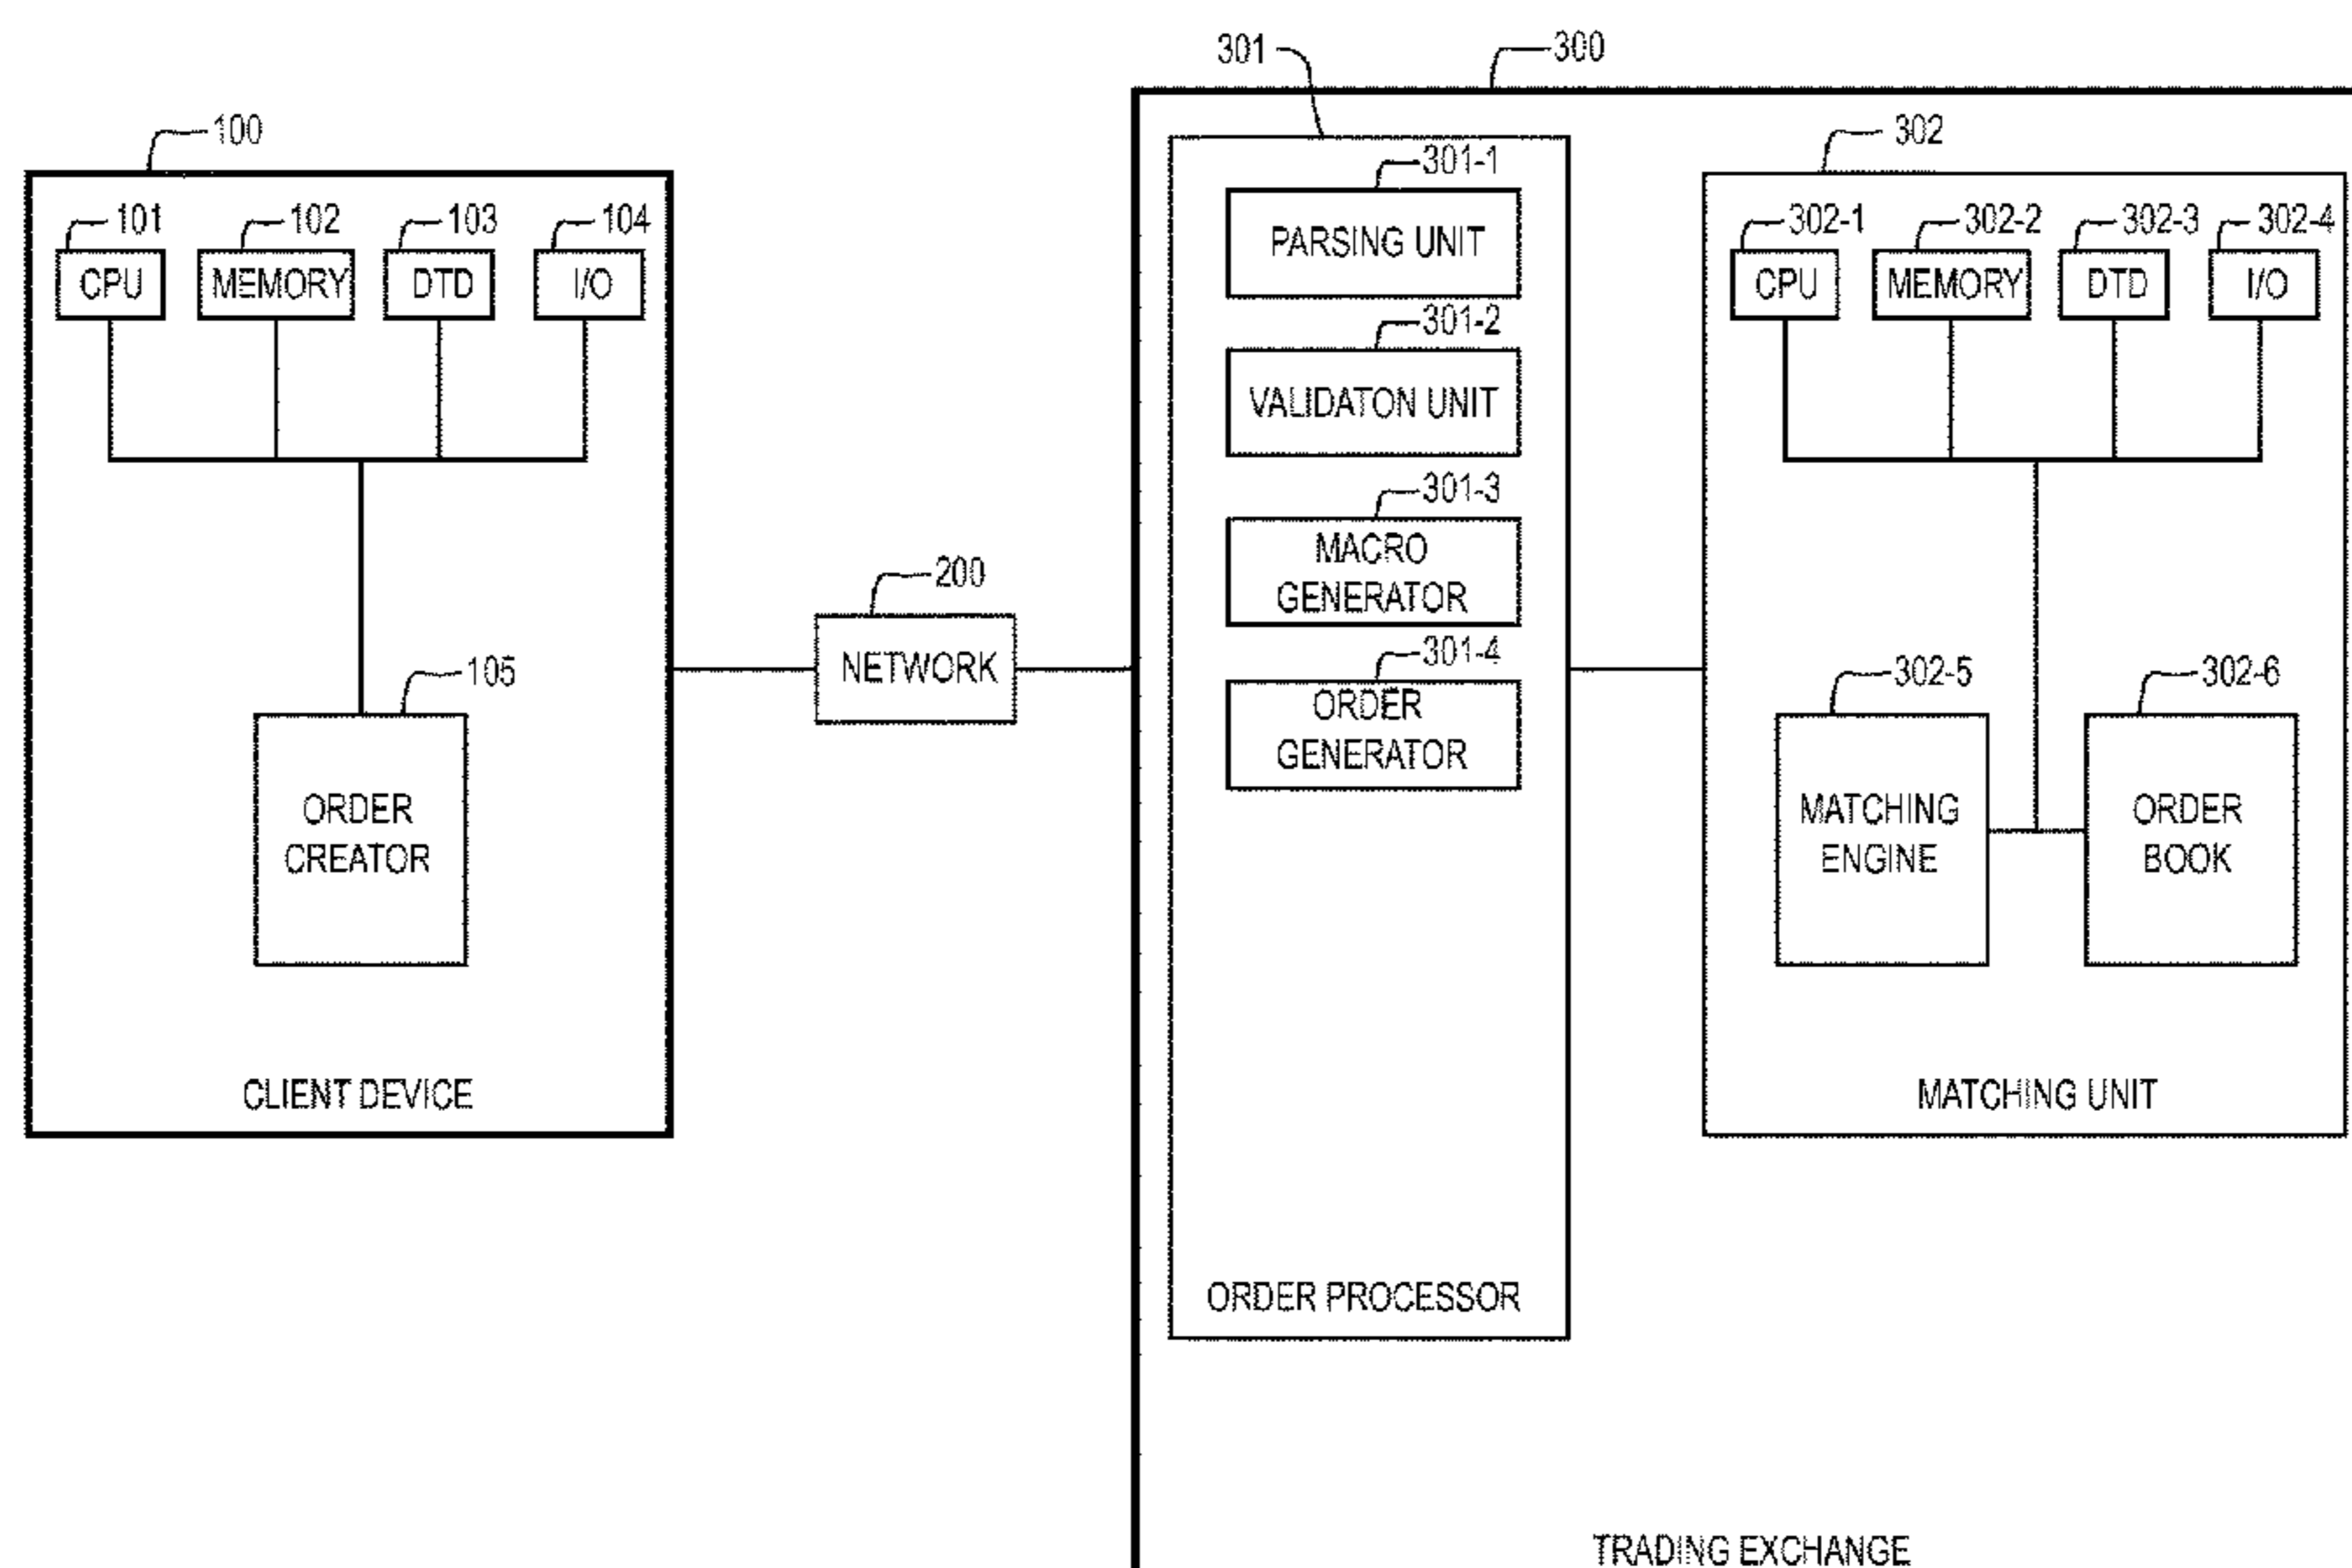 301
300
100
302
301-1
101
102
103
104
302-1
302-2
302-3
302-4
PARSING UNIT
CPU
MEMORY
DTD
I/O
CPU
MEMORY
DTD
I/O
301-2
VALIDATON UNIT
301-3
MACRO
GENERATOR
200
NETWORK
301-4
105
302-5
302-6
ORDER
GENERATOR
ORDER
CREATOR
MATCHING
ENGINE
ORDER
BOOK
CLIENT DEVICE
MATCHING UNIT
ORDER PROCESSOR
TRADING EXCHANGE